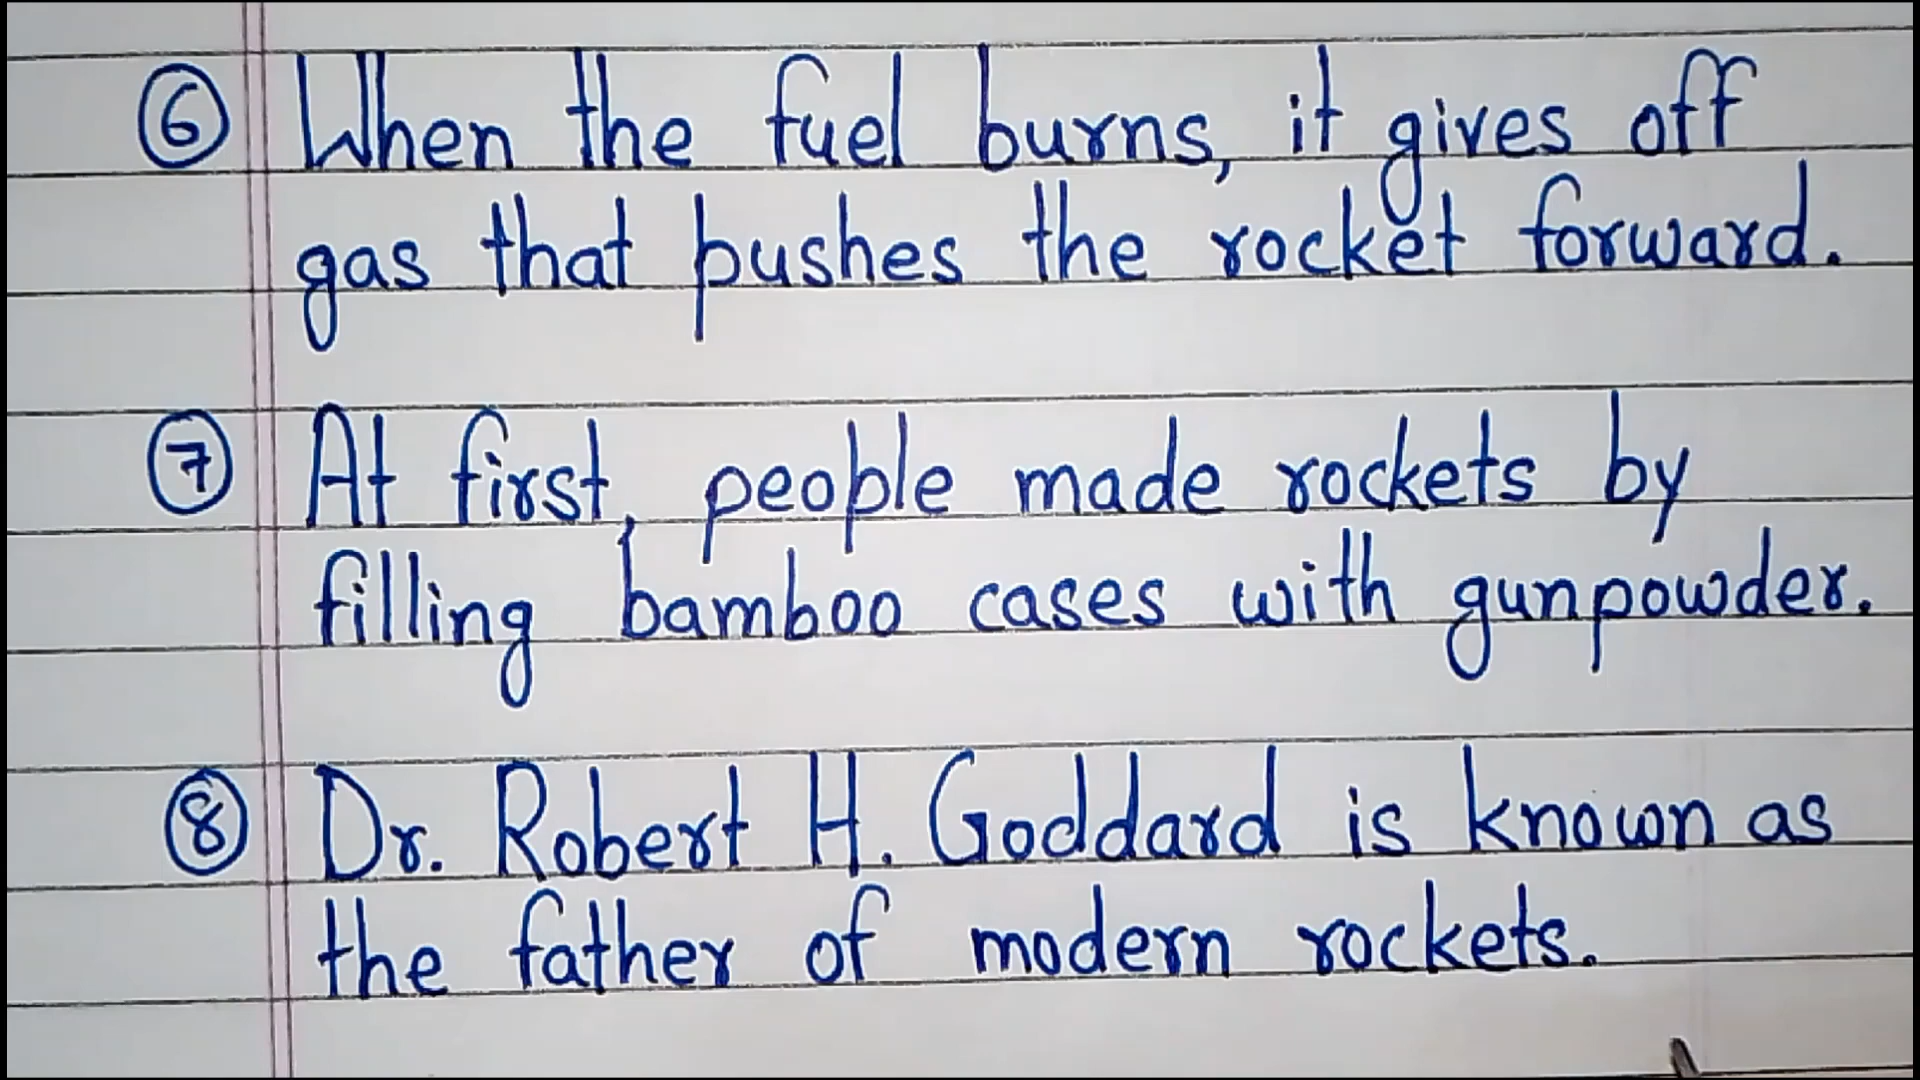 ⑥ When the fuel burns, it gives off
gas that pushes the rocket forward.
⑦ At first, people made rockets by
filling bamboo cases with gunpowder.
⑧ Dr. Robert H. Goddard is known as
the father of modern rockets.